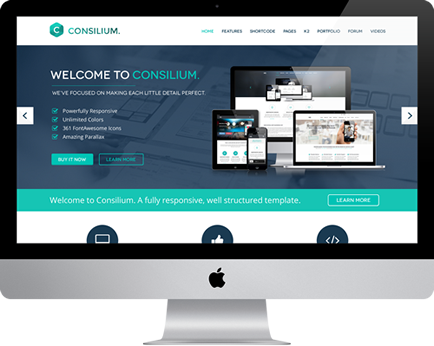 C CONSILIUM.
HOME FEATURES SHORTCODE PAGES K2 PORTFOLIO FORUM VIDEOS
WELCOME TO CONSILIUM.
WE'VE FOCUSED ON MAKING EACH LITTLE DETAIL PERFECT.
Powerfully Responsive
Unlimited Colors
361 FontAwesome Icons
Amazing Parallax
BUY IT NOW LEARN MORE
Welcome to Consilium. A fully responsive, well structured template.
LEARN MORE